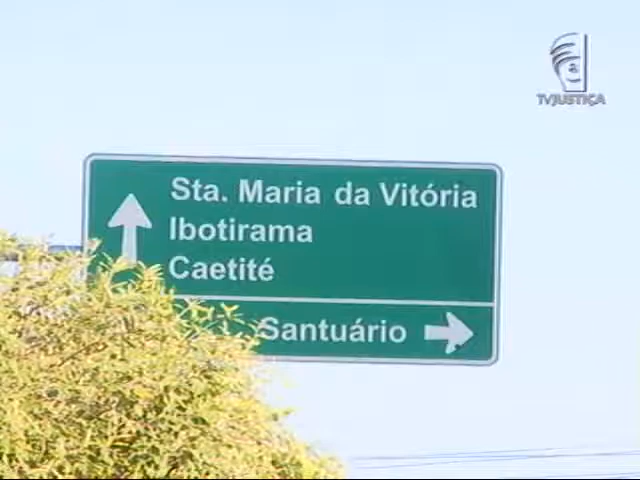 TVJUSTIÇA
Sta. Maria da Vitória
Ibotirama
Caetité
Santuário